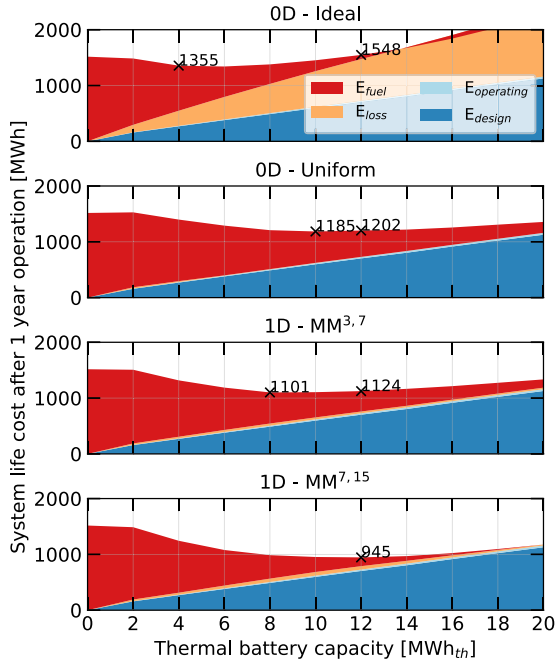 0D - Ideal
System life cost after 1 year operation [MWh]
2000
1000
0
1355
1548
E_fuel
E_operating
E_loss
E_design
0D - Uniform
2000
1000
0
1185
1202
1D - MM^3, 7
2000
1000
0
1101
1124
1D - MM^7, 15
2000
1000
0
945
0 2 4 6 8 10 12 14 16 18 20
Thermal battery capacity [MWh_th]